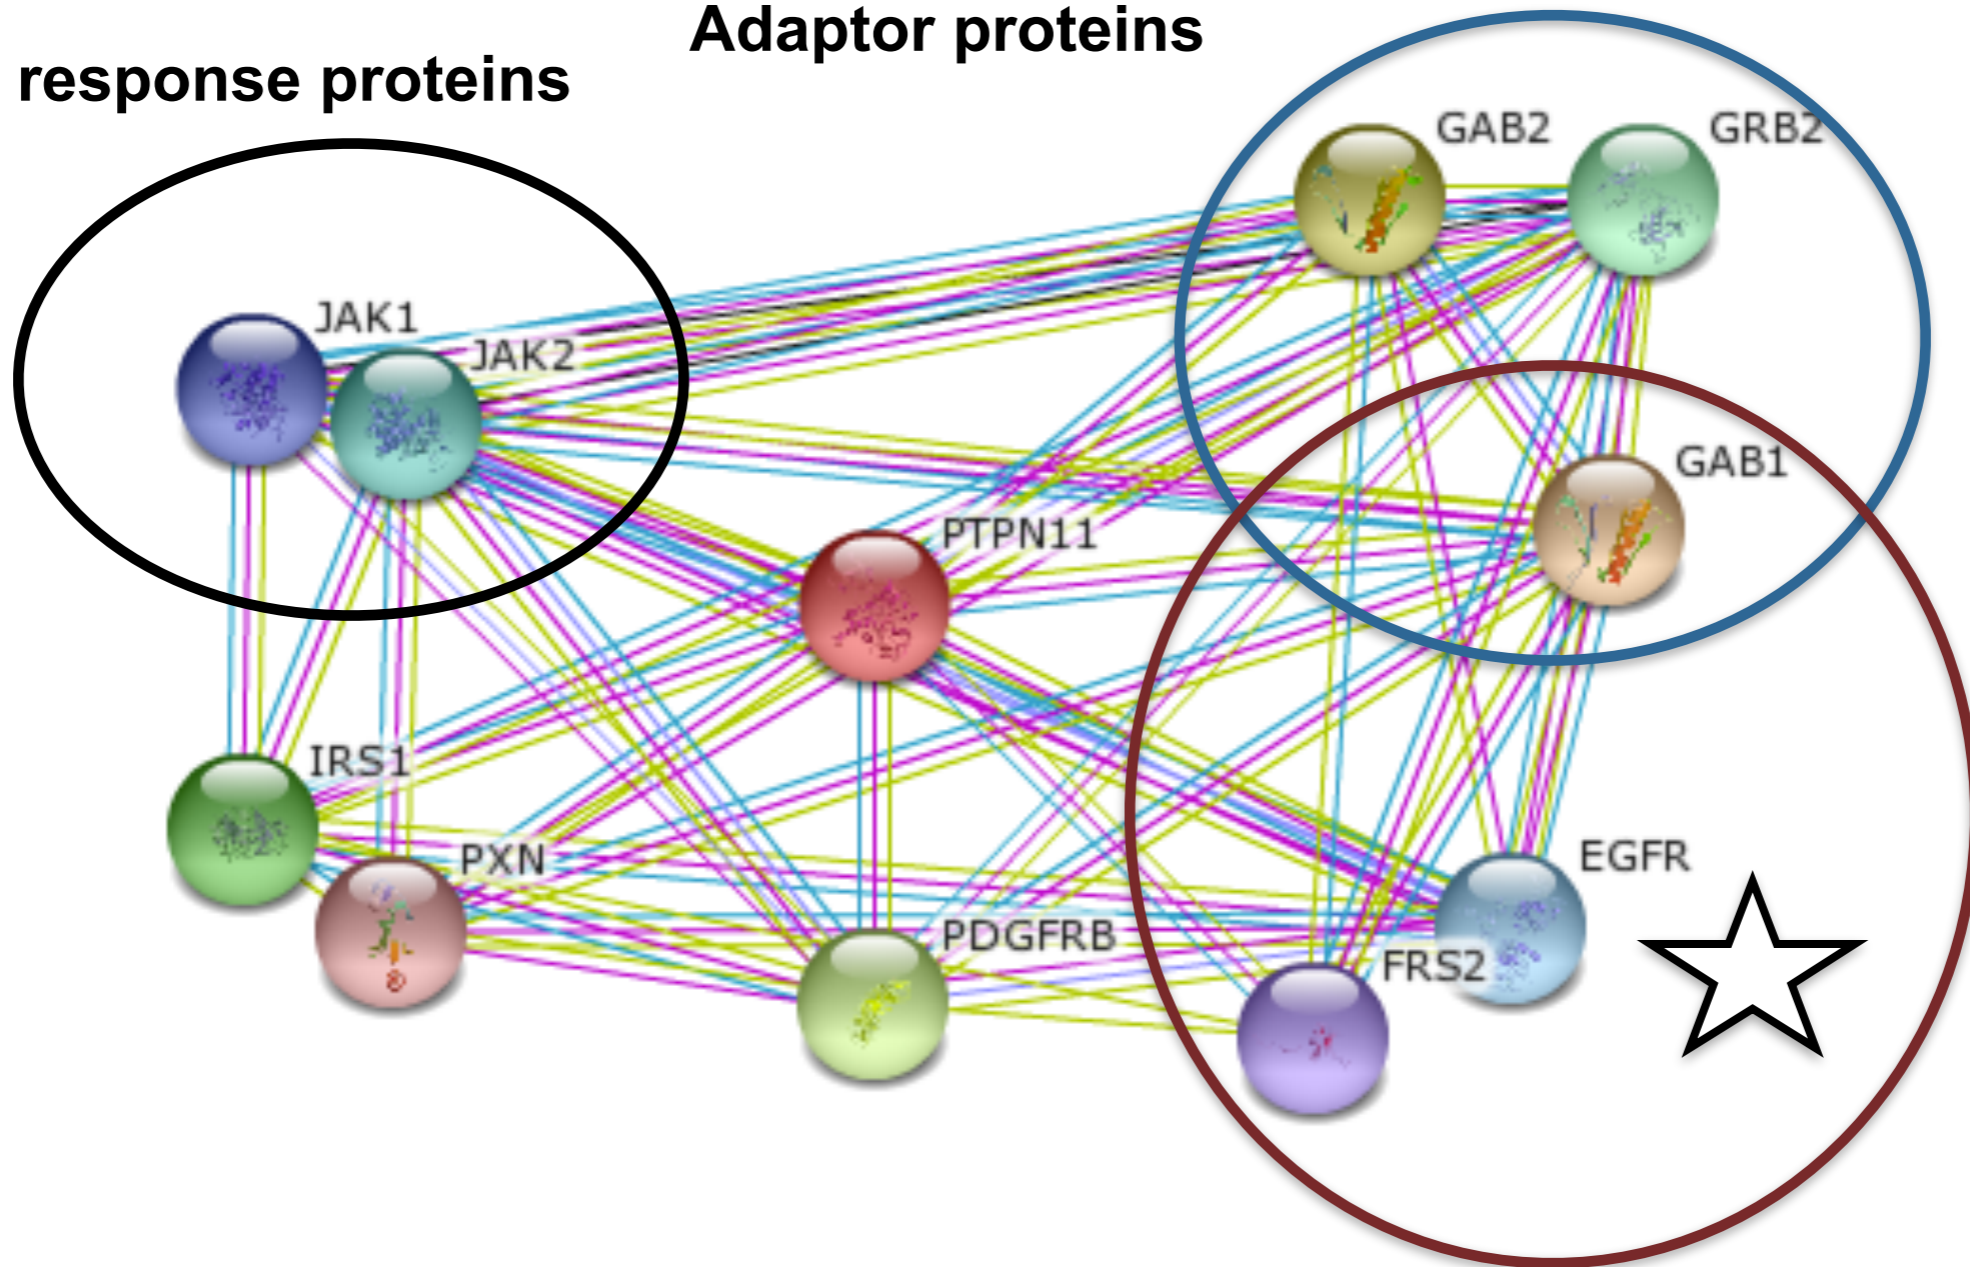 Adaptor proteins
response proteins
GAB2
GRB2
JAK1
JAK2
GAB1
PTPN11
IRS1
PXN
EGFR
PDGFRB
FRS2